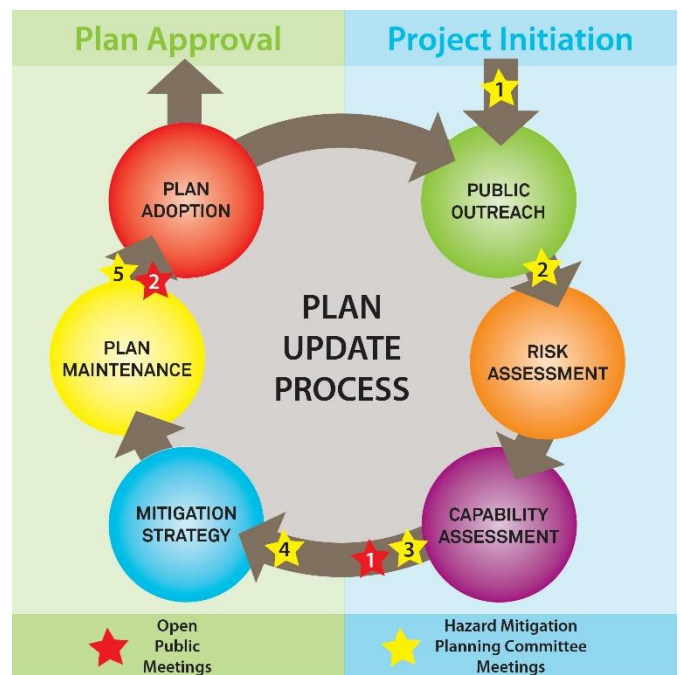 Plan Approval
Project Initiation
1
PLAN
ADOPTION
PUBLIC
OUTREACH
5
2
2
PLAN
UPDATE
PROCESS
PLAN
MAINTENANCE
RISK
ASSESSMENT
MITIGATION
STRATEGY
CAPABILITY
ASSESSMENT
4
1
3
Open
Public
Meetings
Hazard Mitigation
Planning Committee
Meetings